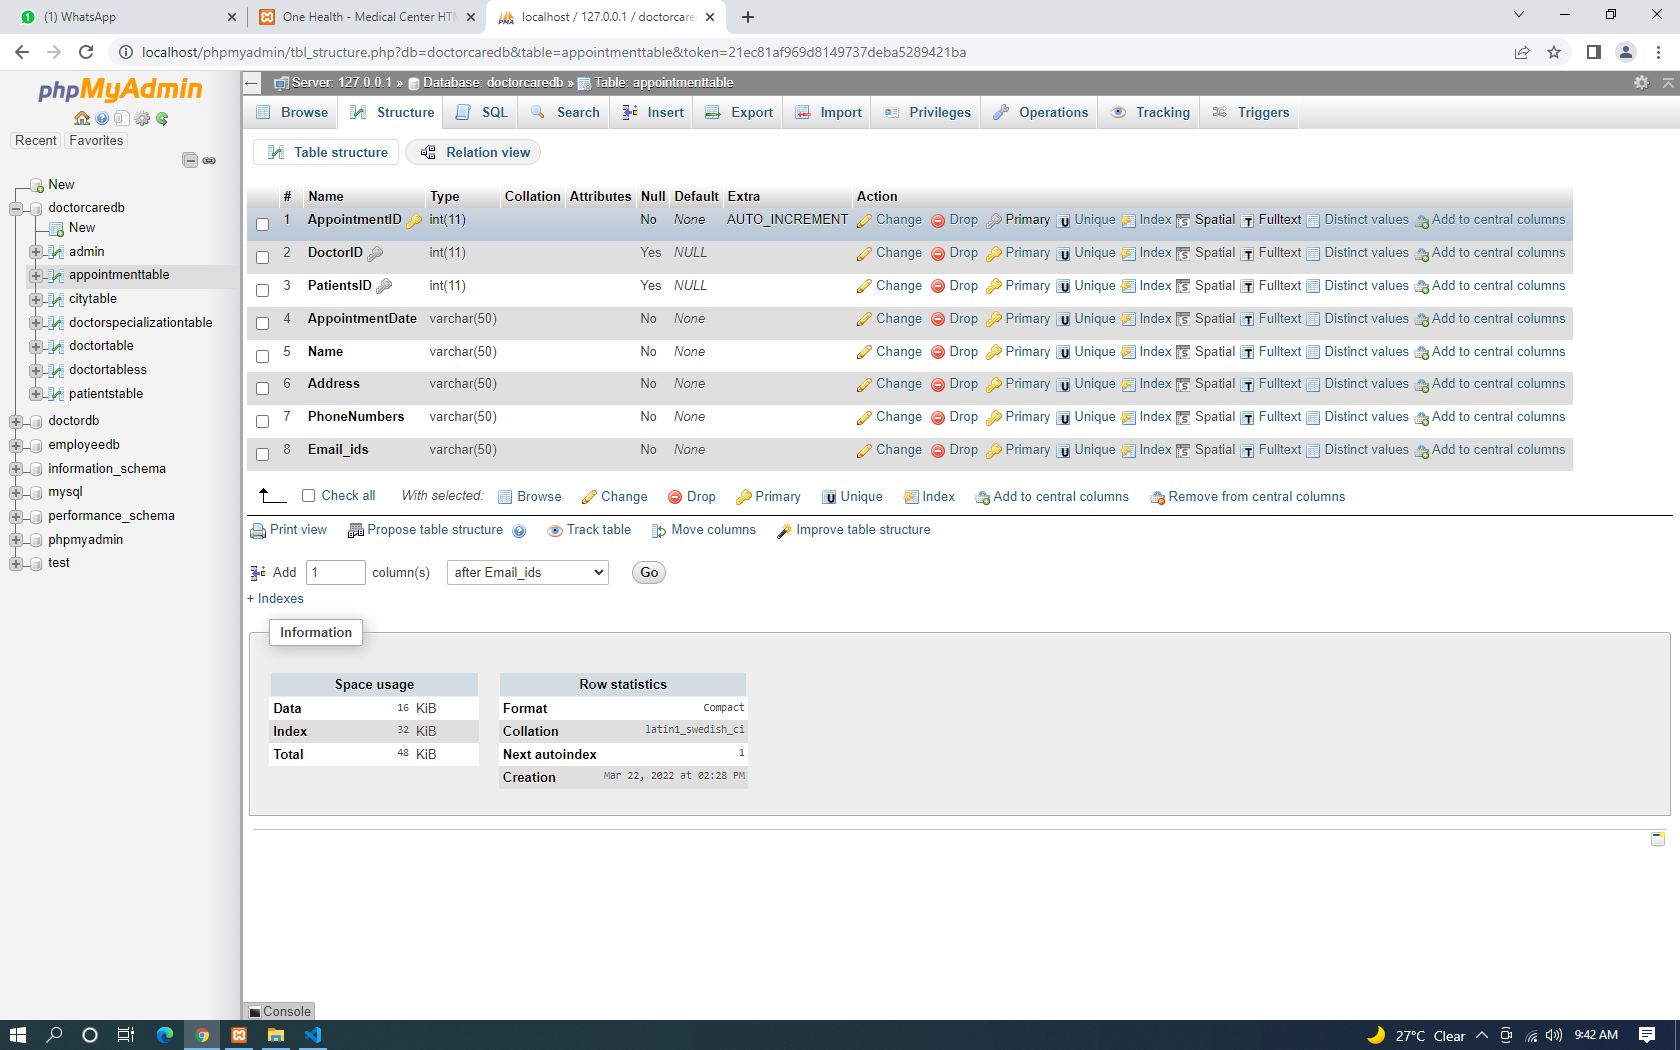 (1) WhatsApp
One Health - Medical Center HTM
localhost / 127.0.0.1 / doctorcare
localhost/phpmyadmin/tbl_structure.php?db=doctorcaredb&table=appointmenttable&token=21ec81af969d8149737deba5289421ba
phpMyAdmin
Recent Favorites
New
doctorcaredb
New
admin
appointmenttable
citytable
doctorspecializationtable
doctortable
doctortabless
patientstable
doctordb
employeedb
information_schema
mysql
performance_schema
phpmyadmin
test
Server: 127.0.0.1 » Database: doctorcaredb » Table: appointmenttable
Browse Structure SQL Search Insert Export Import Privileges Operations Tracking Triggers
Table structure Relation view
# Name Type Collation Attributes Null Default Extra Action
1 AppointmentID int(11) No None AUTO_INCREMENT Change Drop Primary Unique Index Spatial Fulltext Distinct values Add to central columns
2 DoctorID int(11) Yes NULL Change Drop Primary Unique Index Spatial Fulltext Distinct values Add to central columns
3 PatientsID int(11) Yes NULL Change Drop Primary Unique Index Spatial Fulltext Distinct values Add to central columns
4 AppointmentDate varchar(50) No None Change Drop Primary Unique Index Spatial Fulltext Distinct values Add to central columns
5 Name varchar(50) No None Change Drop Primary Unique Index Spatial Fulltext Distinct values Add to central columns
6 Address varchar(50) No None Change Drop Primary Unique Index Spatial Fulltext Distinct values Add to central columns
7 PhoneNumbers varchar(50) No None Change Drop Primary Unique Index Spatial Fulltext Distinct values Add to central columns
8 Email_ids varchar(50) No None Change Drop Primary Unique Index Spatial Fulltext Distinct values Add to central columns
Check all With selected: Browse Change Drop Primary Unique Index Add to central columns Remove from central columns
Print view Propose table structure Track table Move columns Improve table structure
Add 1 column(s) after Email_ids Go
+ Indexes
Information
Space usage
Data 16 KiB
Index 32 KiB
Total 48 KiB
Row statistics
Format Compact
Collation latin1_swedish_ci
Next autoindex 1
Creation Mar 22, 2022 at 02:28 PM
Console
27°C Clear 9:42 AM